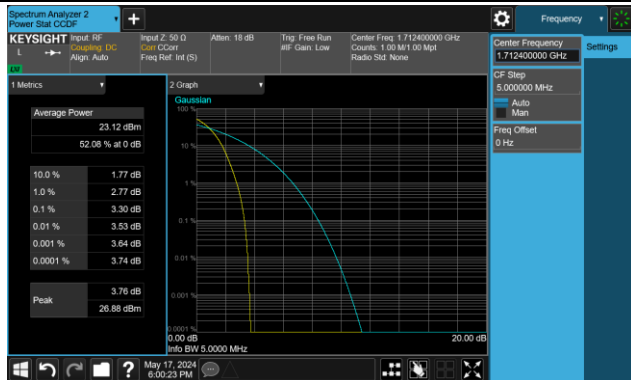 Spectrum Analyzer 2
Power Stat CCDF
Frequency
KEYSIGHT
Input: RF
Input Z: 50 Ω
Atten: 18 dB
Trig: Free Run
Center Freq: 1.712400000 GHz
L
Coupling: DC
Corr CCorr
#IF Gain: Low
Counts: 1.00 M/1.00 Mpt
Align: Auto
Freq Ref: Int (S)
Radio Std: None
Center Frequency
1.712400000 GHz
Settings
CF Step
5.000000 MHz
Auto
Man
Freq Offset
0 Hz
1 Metrics
Average Power
23.12 dBm
52.08 % at 0 dB
10.0 % 1.77 dB
1.0 % 2.77 dB
0.1 % 3.30 dB
0.01 % 3.53 dB
0.001 % 3.64 dB
0.0001 % 3.74 dB
Peak
3.76 dB
26.88 dBm
2 Graph
Gaussian
100 %
10 %
1 %
0.1 %
0.01 %
0.001 %
0.0001 %
0.00 dB 20.00 dB
Info BW 5.0000 MHz
?
May 17, 2024
6:00:23 PM